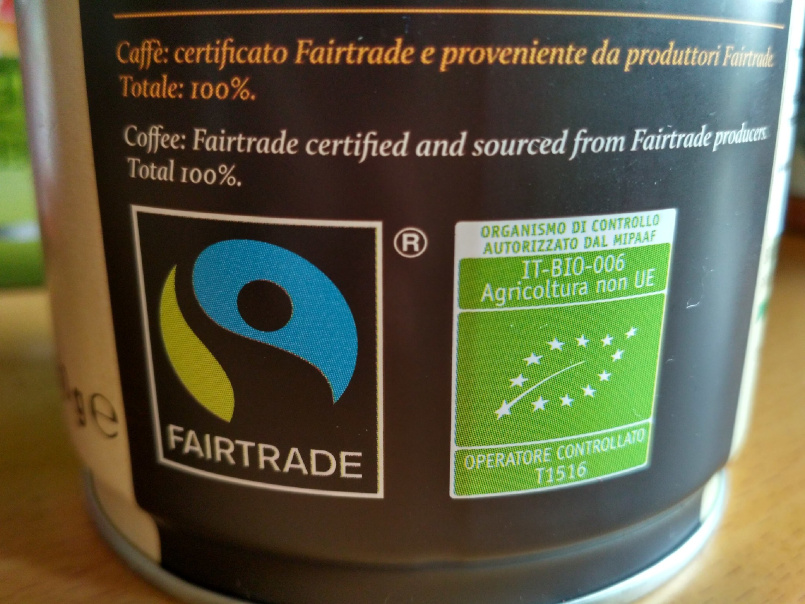 Caffè: certificato Fairtrade e proveniente da produttori Fairtrade.
Totale: 100%.
Coffee: Fairtrade certified and sourced from Fairtrade producers.
Total 100%.
®
FAIRTRADE
ORGANISMO DI CONTROLLO
AUTORIZZATO DAL MIPAAF
IT-BIO-006
Agricoltura non UE
OPERATORE CONTROLLATO
T1516
g℮